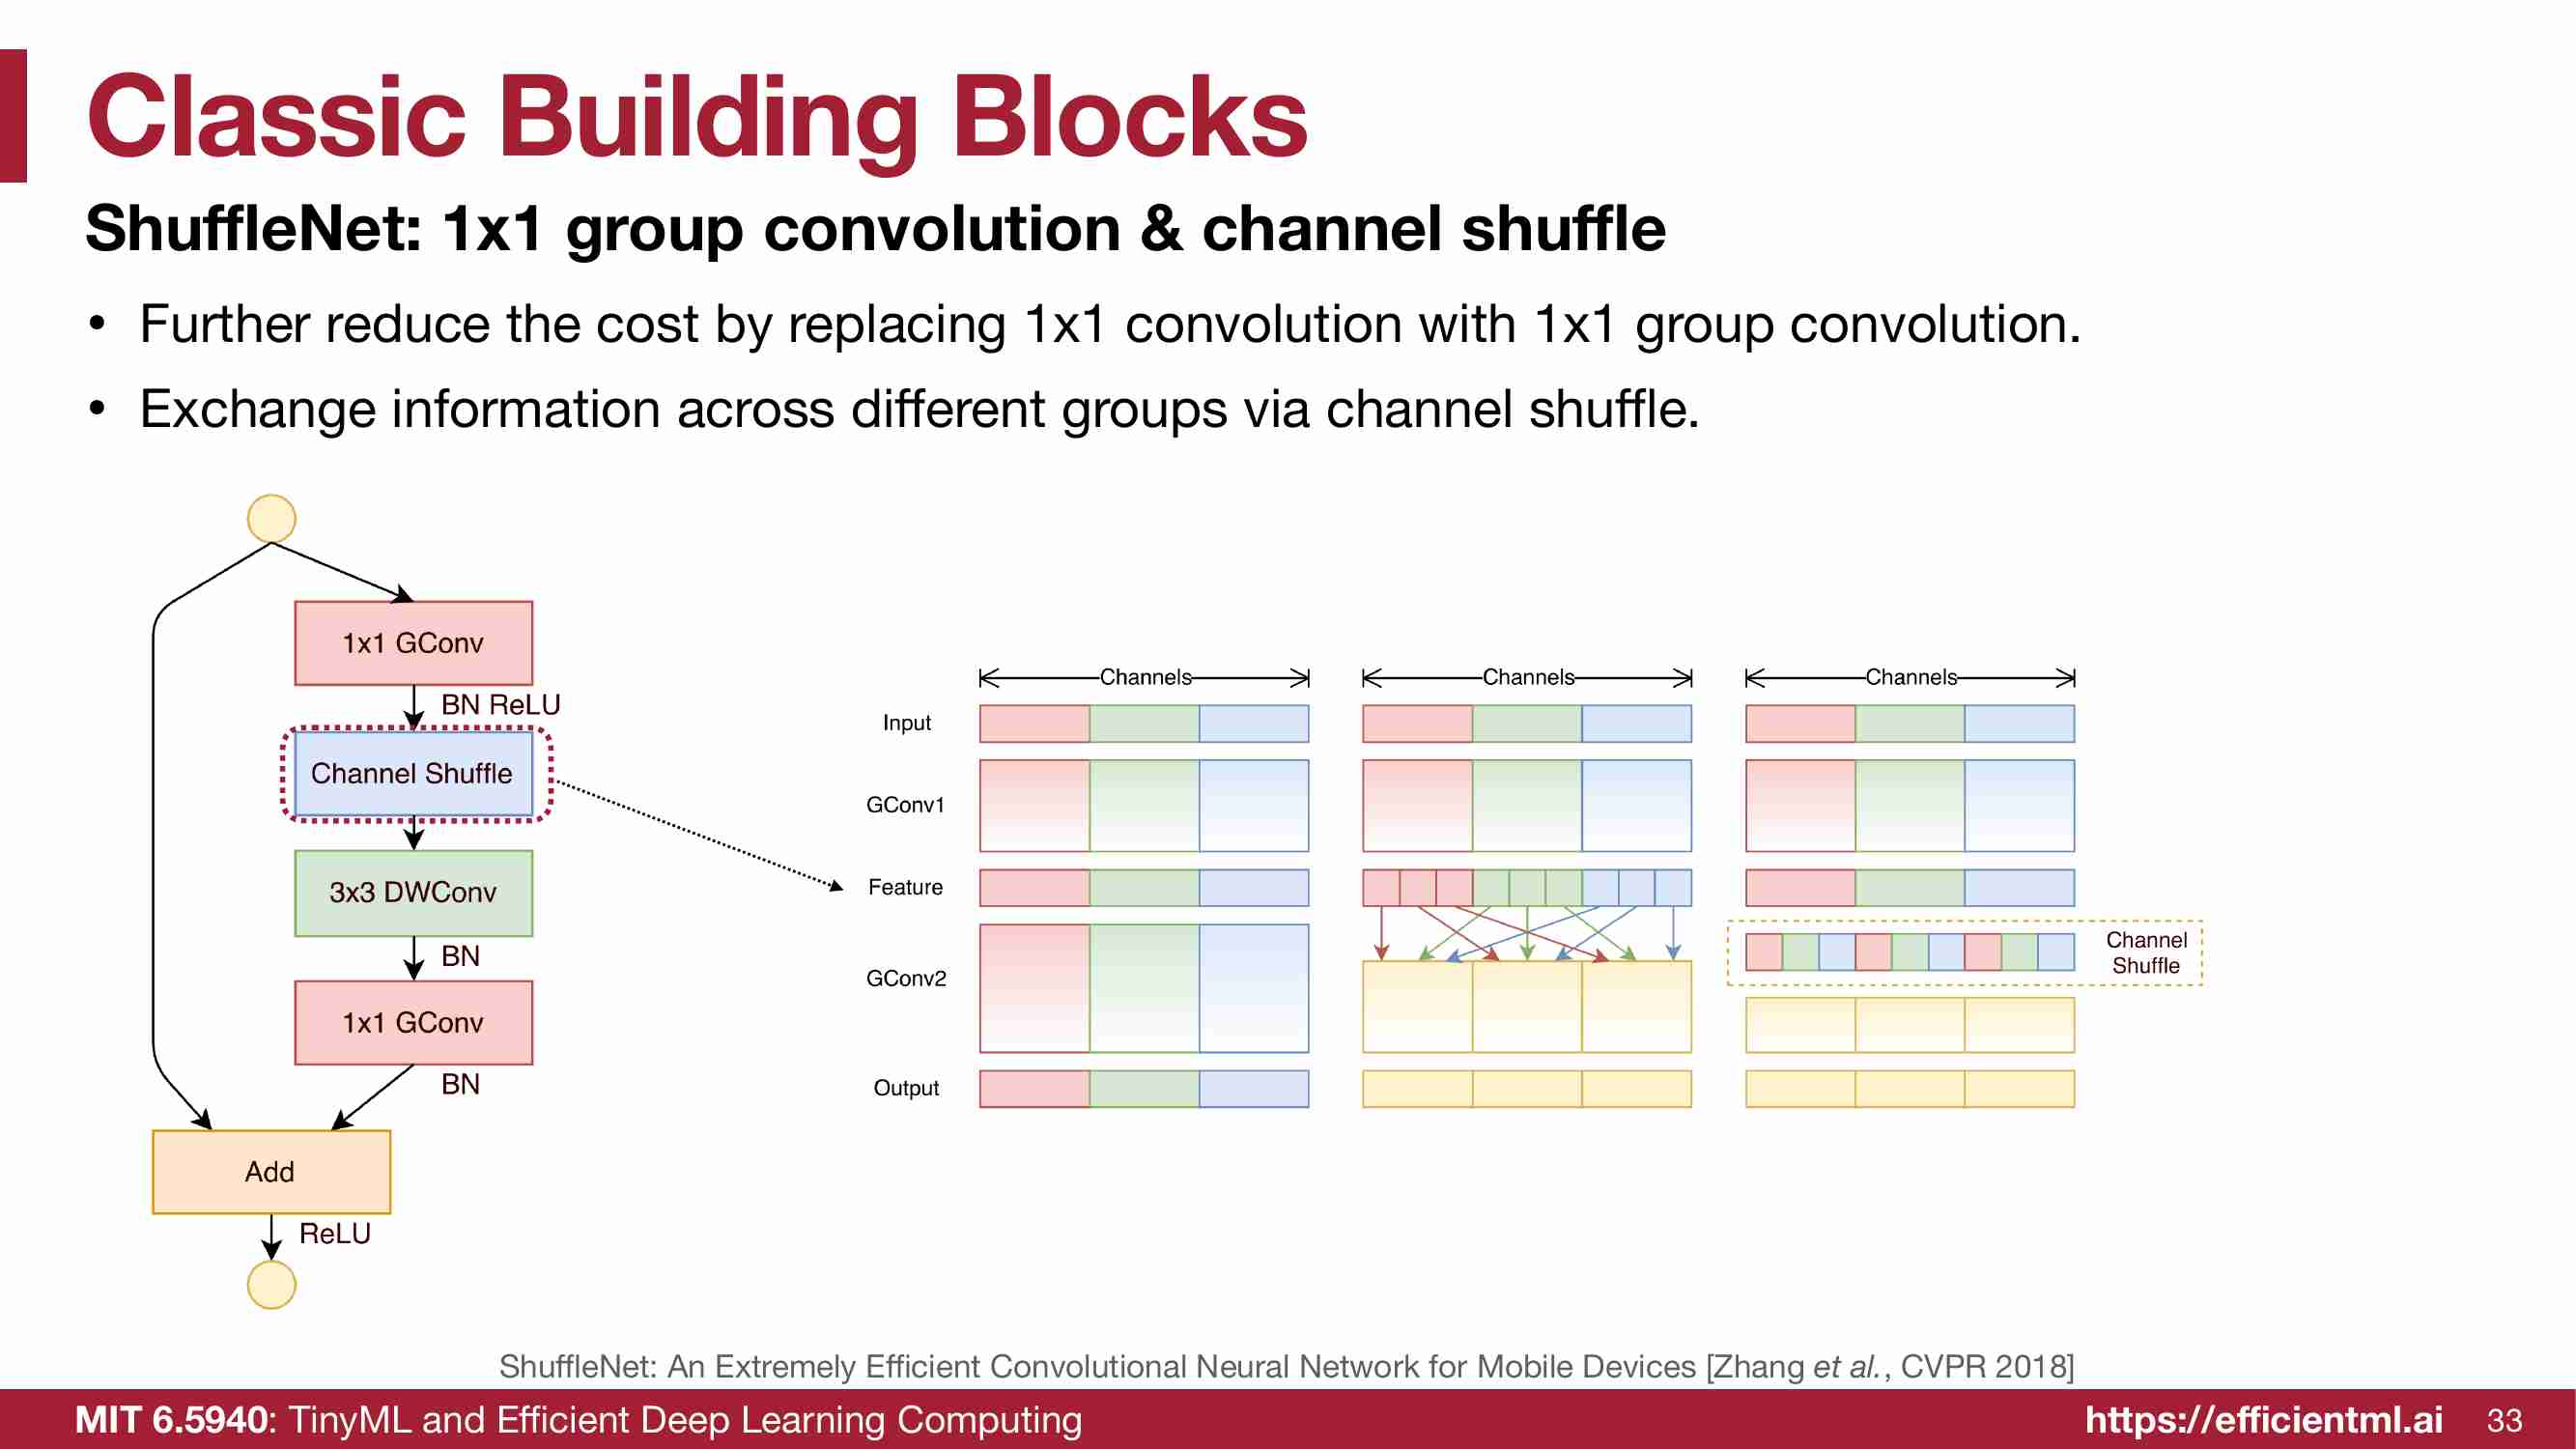 Classic Building Blocks
ShuffleNet: 1x1 group convolution & channel shuffle
• Further reduce the cost by replacing 1x1 convolution with 1x1 group convolution.
• Exchange information across different groups via channel shuffle.
1x1 GConv
BN ReLU
Channel Shuffle
3x3 DWConv
BN
1x1 GConv
BN
Add
ReLU
Channels
Channels
Channels
Input
GConv1
Feature
GConv2
Output
Channel
Shuffle
ShuffleNet: An Extremely Efficient Convolutional Neural Network for Mobile Devices [Zhang et al., CVPR 2018]
MIT 6.5940: TinyML and Efficient Deep Learning Computing
https://efficientml.ai
33